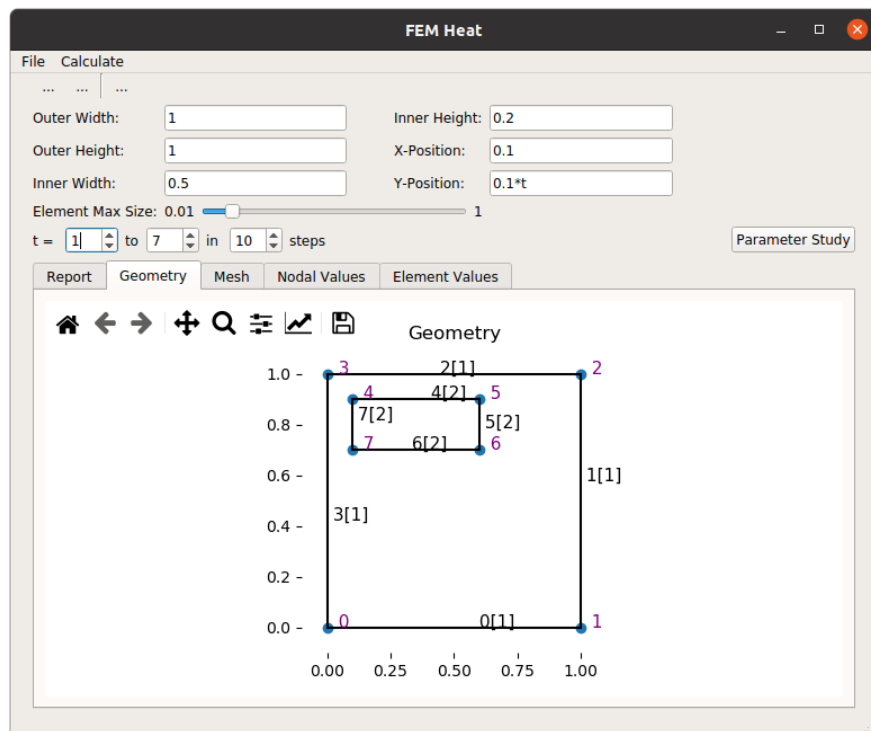 FEM Heat
File Calculate
... ... ...
Outer Width: 1 Inner Height: 0.2
Outer Height: 1 X-Position: 0.1
Inner Width: 0.5 Y-Position: 0.1*t
Element Max Size: 0.01 1
t = 1 to 7 in 10 steps Parameter Study
Report Geometry Mesh Nodal Values Element Values
Geometry
3 2[1] 2
1.0
4 4[2] 5
7[2] 5[2]
0.8
7 6[2] 6
0.6 1[1]
3[1]
0.4
0.2
0.0 0 0[1] 1
0.00 0.25 0.50 0.75 1.00